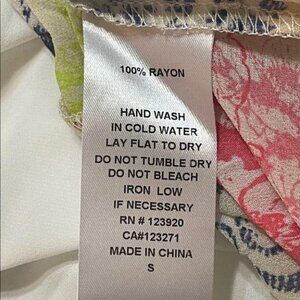 100% RAYON
HAND WASH
IN COLD WATER
LAY FLAT TO DRY
DO NOT TUMBLE DRY
DO NOT BLEACH
IRON LOW
IF NECESSARY
RN # 123920
CA#123271
MADE IN CHINA
S